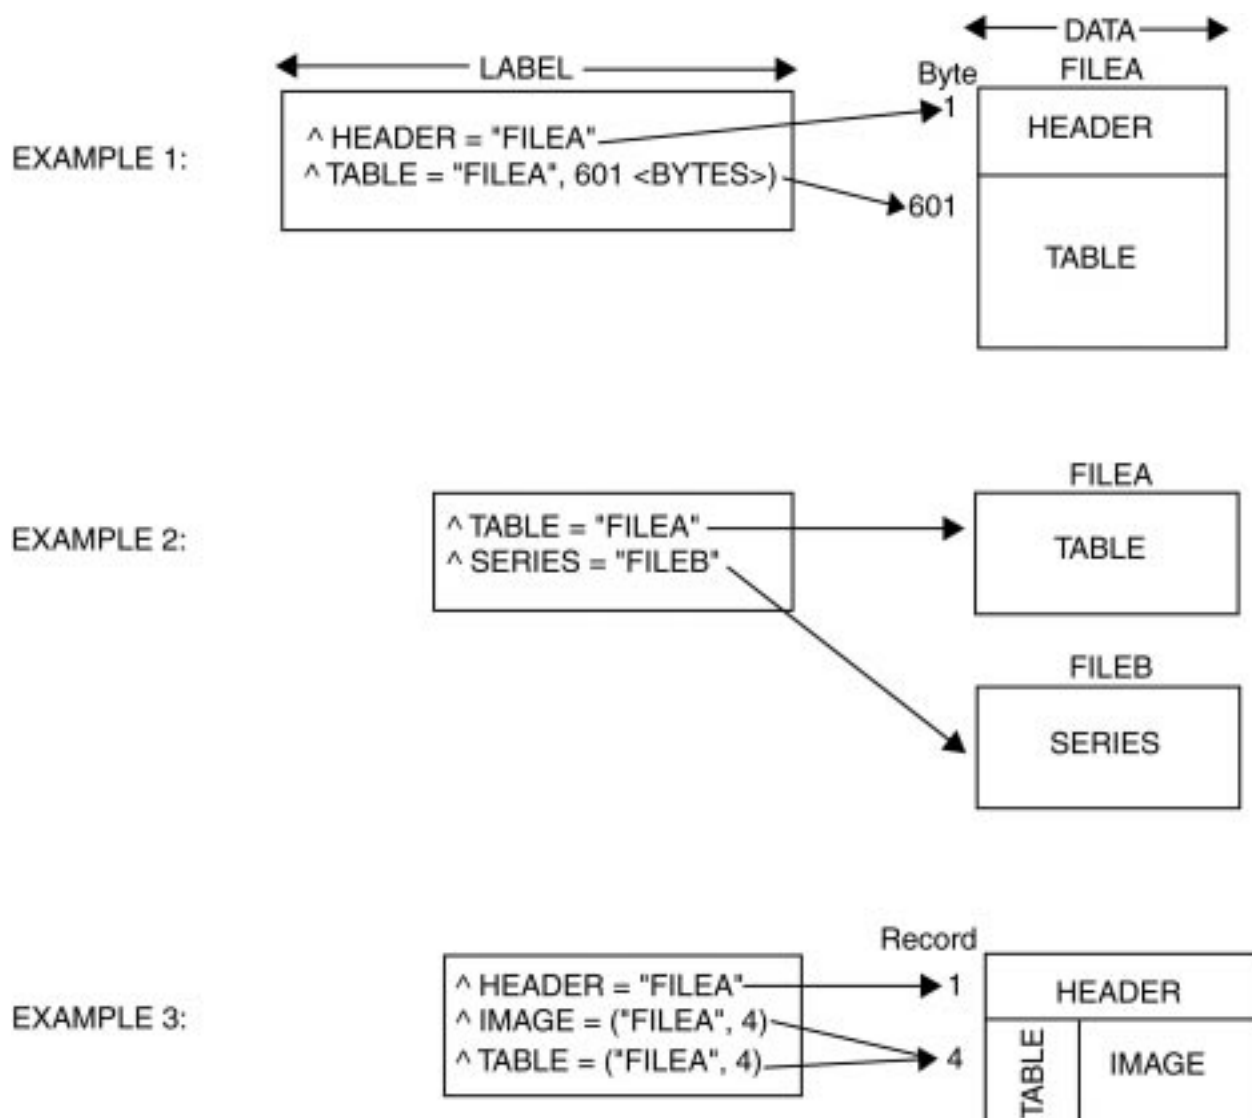 DATA
LABEL
Byte
FILEA
EXAMPLE 1:
^ HEADER = "FILEA"
^ TABLE = "FILEA", 601 <BYTES>)
1
601
HEADER
TABLE
EXAMPLE 2:
^ TABLE = "FILEA"
^ SERIES = "FILEB"
FILEA
TABLE
FILEB
SERIES
EXAMPLE 3:
^ HEADER = "FILEA"
^ IMAGE = ("FILEA", 4)
^ TABLE = ("FILEA", 4)
Record
1
4
HEADER
TABLE
IMAGE